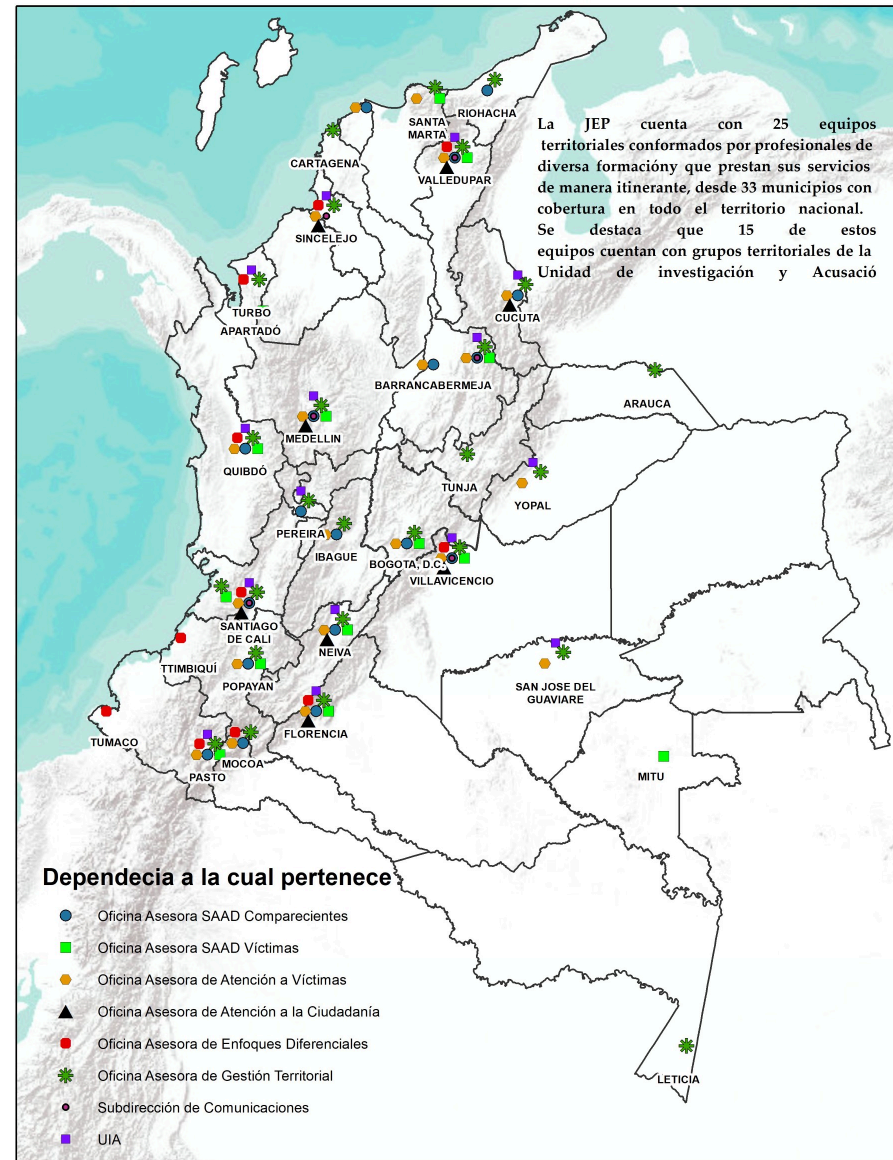 La JEP cuenta con 25 equipos
territoriales conformados por profesionales de
diversa formacióny que prestan sus servicios
de manera itinerante, desde 33 municipios con
cobertura en todo el territorio nacional.
Se destaca que 15 de estos
equipos cuentan con grupos territoriales de la
Unidad de investigación y Acusació
RIOHACHA
SANTA
MARTA
CARTAGENA
VALLEDUPAR
SINCELEJO
TURBO
APARTADÓ
CUCUTA
BARRANCABERMEJA
ARAUCA
MEDELLIN
QUIBDÓ
TUNJA
YOPAL
PEREIRA
IBAGUE
BOGOTA, D.C.
VILLAVICENCIO
SANTIAGO
DE CALI
NEIVA
TTIMBIQUÍ
POPAYAN
SAN JOSE DEL
GUAVIARE
FLORENCIA
TUMACO
MOCOA
PASTO
MITU
LETICIA
Dependecia a la cual pertenece
Oficina Asesora SAAD Comparecientes
Oficina Asesora SAAD Víctimas
Oficina Asesora de Atención a Víctimas
Oficina Asesora de Atención a la Ciudadanía
Oficina Asesora de Enfoques Diferenciales
Oficina Asesora de Gestión Territorial
Subdirección de Comunicaciones
UIA